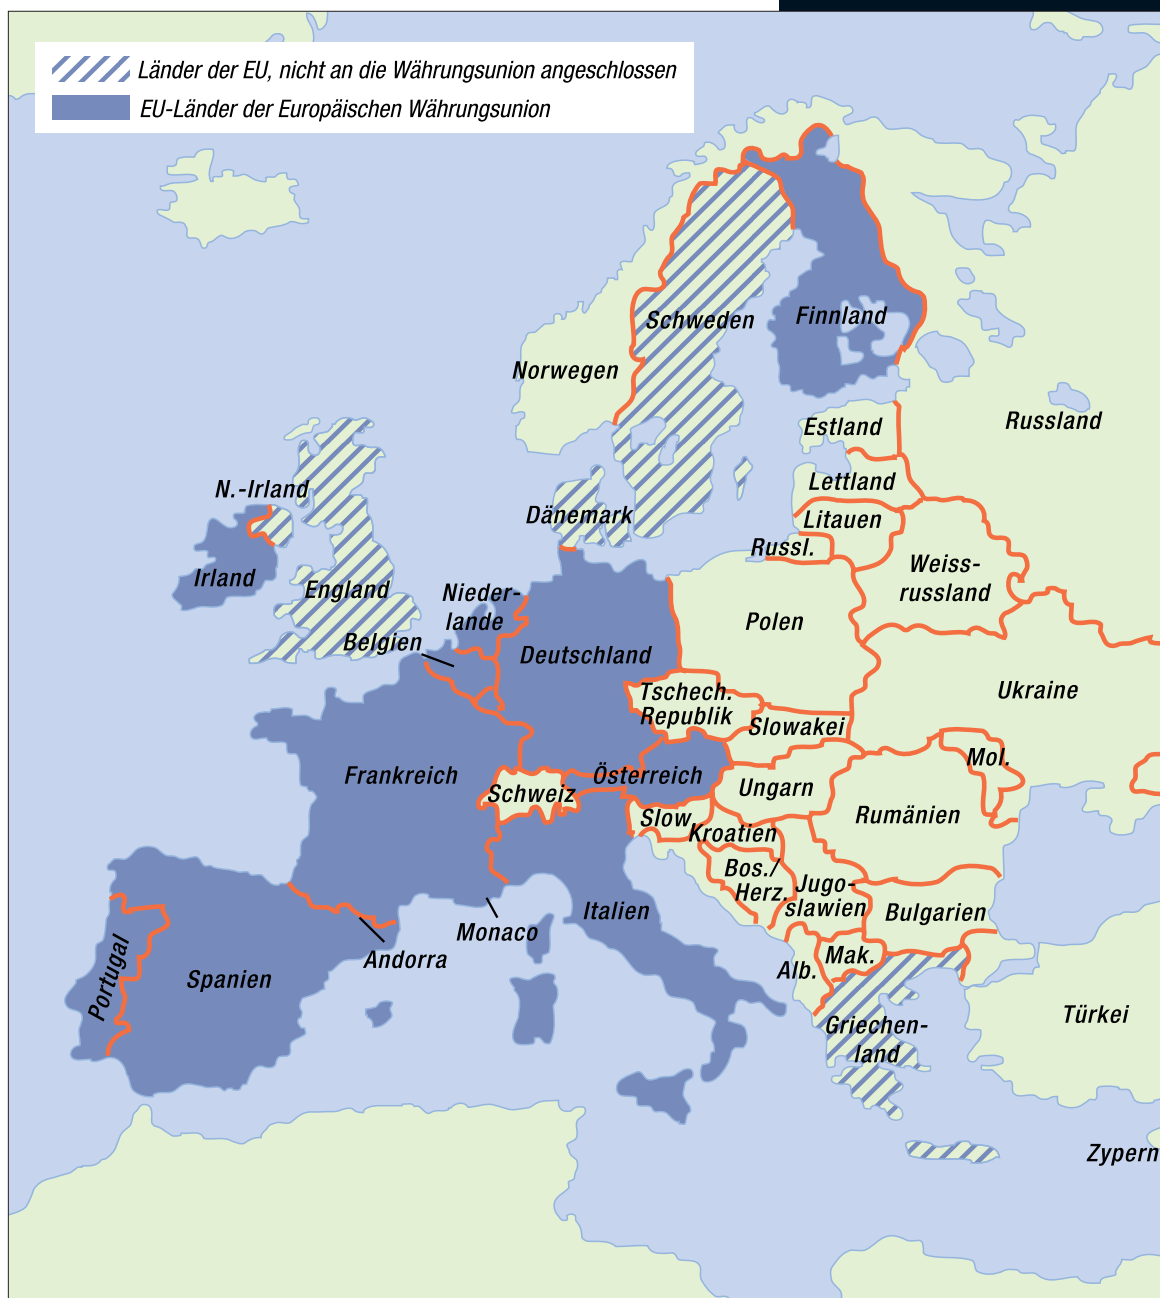 Länder der EU, nicht an die Währungsunion angeschlossen
EU-Länder der Europäischen Währungsunion
Schweden
Finnland
Norwegen
Russland
Estland
Lettland
N.-Irland
Litauen
Dänemark
Russl.
Weiss-
russland
Irland
England
Nieder-
lande
Polen
Belgien
Deutschland
Tschech.
Republik
Ukraine
Slowakei
Mol.
Frankreich
Österreich
Schweiz
Ungarn
Rumänien
Slow.
Kroatien
Bos./
Herz.
Jugo-
slawien
Italien
Bulgarien
Monaco
Andorra
Mak.
Alb.
Portugal
Spanien
Türkei
Griechen-
land
Zypern